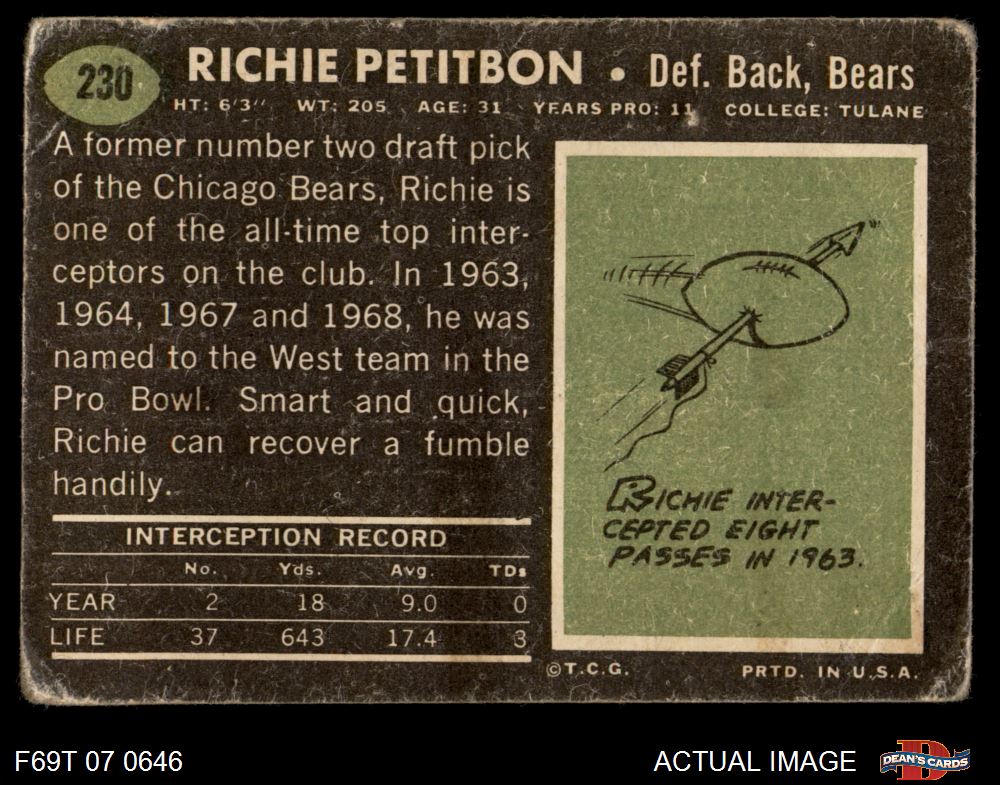 230
RICHIE PETITBON • Def. Back, Bears
HT: 6'3" WT: 205 AGE: 31 YEARS PRO: 11 COLLEGE: TULANE
A former number two draft pick
of the Chicago Bears, Richie is
one of the all-time top inter-
ceptors on the club. In 1963,
1964, 1967 and 1968, he was
named to the West team in the
Pro Bowl. Smart and quick,
Richie can recover a fumble
handily.
INTERCEPTION RECORD
No. Yds. Avg. TDs
YEAR 2 18 9.0 0
LIFE 37 643 17.4 3
RICHIE INTER-
CEPTED EIGHT
PASSES IN 1963.
©T.C.G. PRTD. IN U.S.A.
F69T 07 0646
ACTUAL IMAGE
D
DEAN'S CARDS